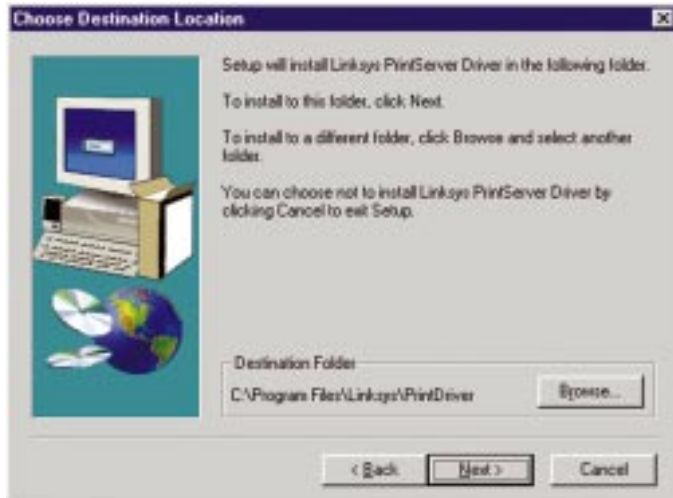 Choose Destination Location
Setup will install Linksys PrintServer Driver in the following folder.
To install to this folder, click Next.
To install to a different folder, click Browse and select another
folder.
You can choose not to install Linksys PrintServer Driver by
clicking Cancel to exit Setup.
Destination Folder
C:\Program Files\Linksys\PrintDriver
Browse...
< Back
Next >
Cancel